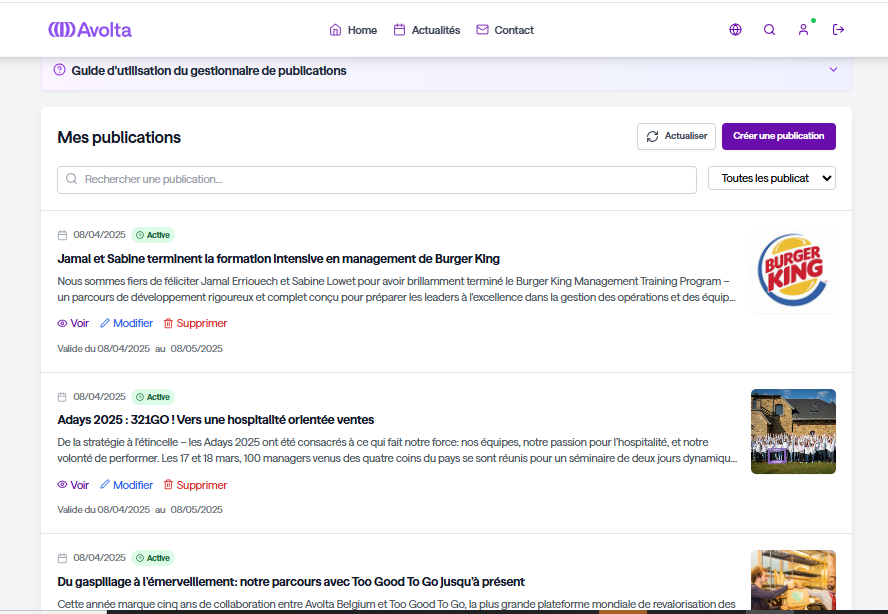 Avolta
Home
Actualités
Contact
Guide d'utilisation du gestionnaire de publications
Mes publications
Actualiser
Créer une publication
Rechercher une publication...
Toutes les publicat
08/04/2025 Active
Jamal et Sabine terminent la formation intensive en management de Burger King
Nous sommes fiers de féliciter Jamal Erriouech et Sabine Lowet pour avoir brillamment terminé le Burger King Management Training Program –
un parcours de développement rigoureux et complet conçu pour préparer les leaders à l'excellence dans la gestion des opérations et des équip...
BURGER
KING
Voir Modifier Supprimer
Valide du 08/04/2025 au 08/05/2025
08/04/2025 Active
Adays 2025 : 321GO ! Vers une hospitalité orientée ventes
De la stratégie à l'étincelle – les Adays 2025 ont été consacrés à ce qui fait notre force: nos équipes, notre passion pour l'hospitalité, et notre
volonté de performer. Les 17 et 18 mars, 100 managers venus des quatre coins du pays se sont réunis pour un séminaire de deux jours dynamiqu...
Voir Modifier Supprimer
Valide du 08/04/2025 au 08/05/2025
08/04/2025 Active
Du gaspillage à l'émerveillement: notre parcours avec Too Good To Go jusqu'à présent
Cette année marque cinq ans de collaboration entre Avolta Belgium et Too Good To Go, la plus grande plateforme mondiale de revalorisation des